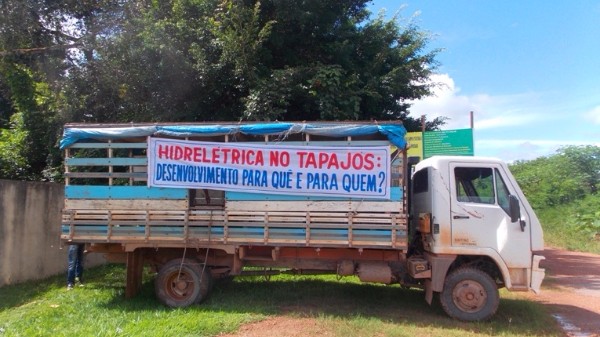 HIDRELÉTRICA NO TAPAJÓS:
DESENVOLVIMENTO PARA QUÊ E PARA QUEM?